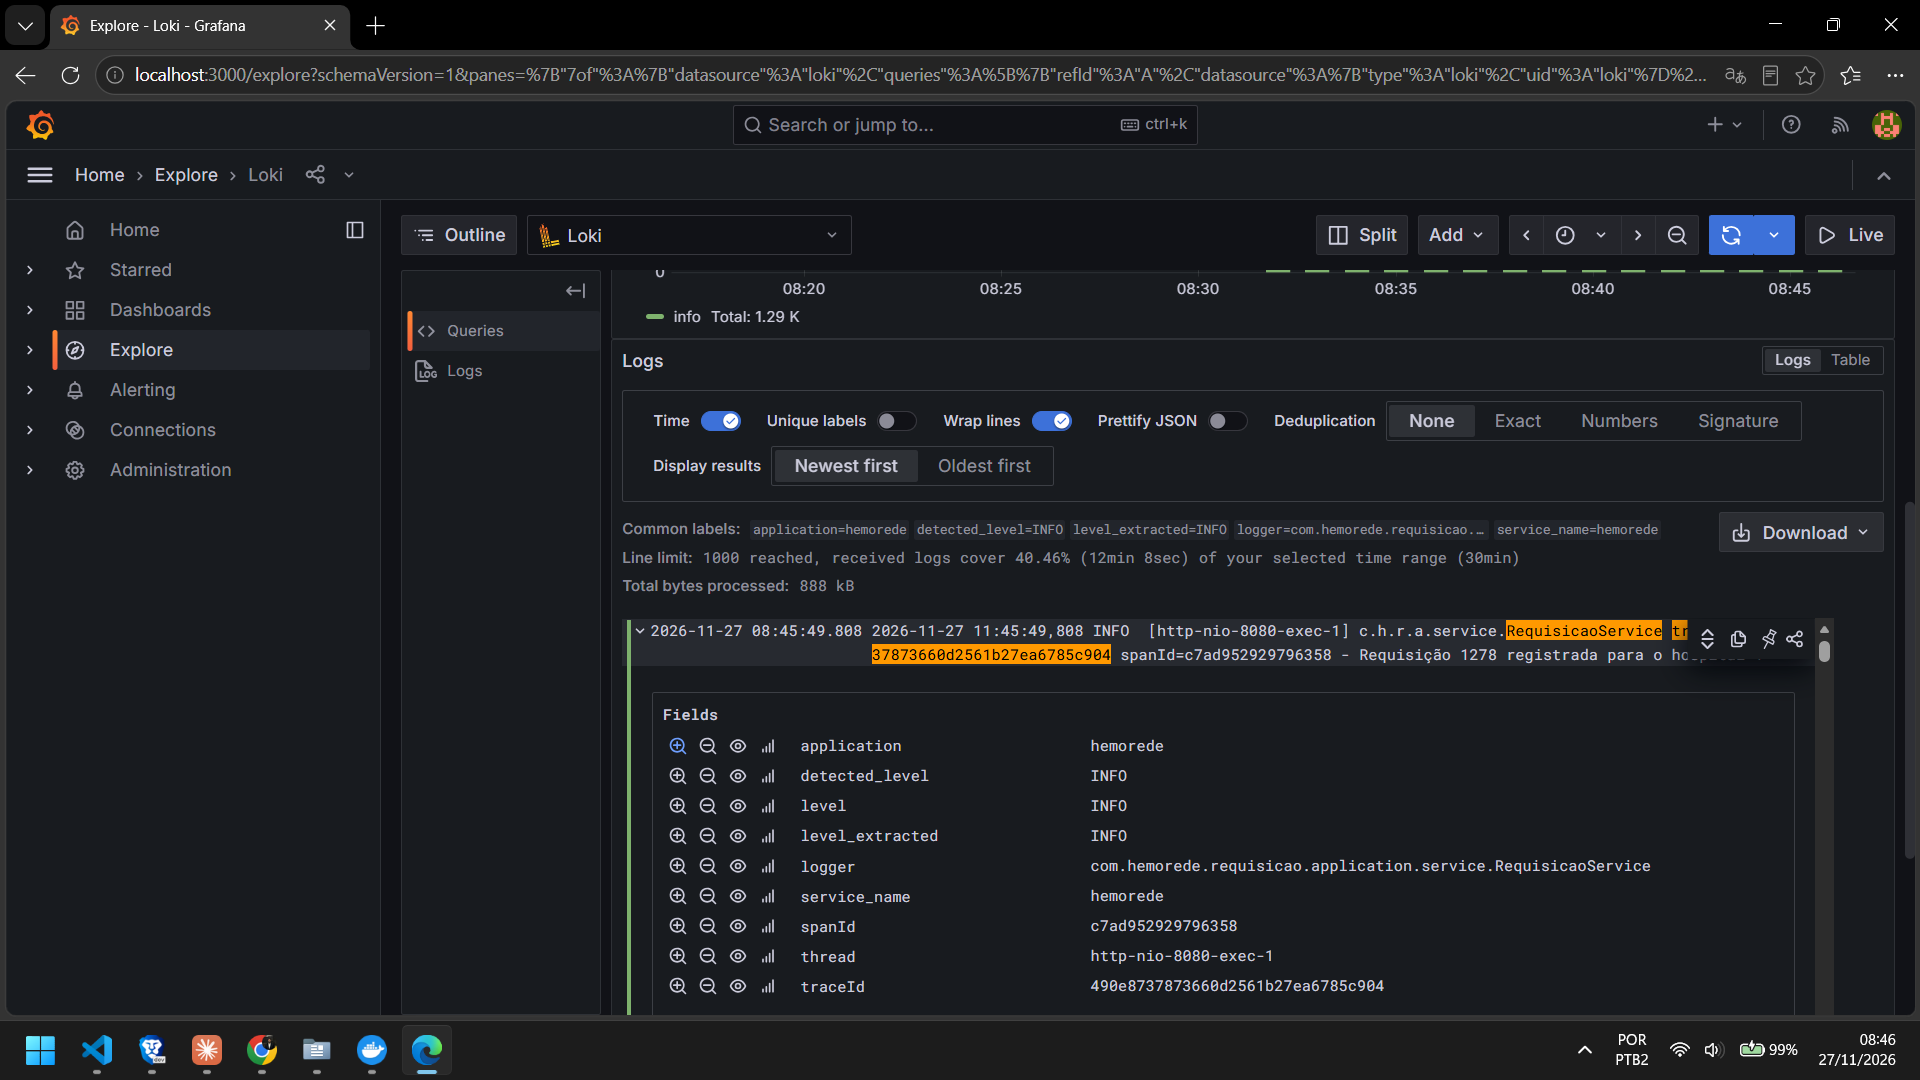 Explore - Loki - Grafana
localhost:3000/explore?schemaVersion=1&panes=%7B"7of"%3A%7B"datasource"%3A"loki"%2C"queries"%3A%5B%7B"refId"%3A"A"%2C"datasource"%3A%7B"type"%3A"loki"%2C"uid"%3A"loki"%7D%2...
Search or jump to... ctrl+k
Home › Explore › Loki
Home
Starred
Dashboards
Explore
Alerting
Connections
Administration
Outline Loki Split Add Live
Queries
Logs
0
08:20 08:25 08:30 08:35 08:40 08:45
info Total: 1.29 K
Logs Logs Table
Time Unique labels Wrap lines Prettify JSON Deduplication None Exact Numbers Signature
Display results Newest first Oldest first
Common labels: application=hemorede detected_level=INFO level_extracted=INFO logger=com.hemorede.requisicao.… service_name=hemorede
Download
Line limit: 1000 reached, received logs cover 40.46% (12min 8sec) of your selected time range (30min)
Total bytes processed: 888 kB
2026-11-27 08:45:49.808 2026-11-27 11:45:49,808 INFO [http-nio-8080-exec-1] c.h.r.a.service.RequisicaoService
37873660d2561b27ea6785c904 spanId=c7ad952929796358 - Requisição 1278 registrada para o
Fields
application hemorede
detected_level INFO
level INFO
level_extracted INFO
logger com.hemorede.requisicao.application.service.RequisicaoService
service_name hemorede
spanId c7ad952929796358
thread http-nio-8080-exec-1
traceId 490e8737873660d2561b27ea6785c904
POR
PTB2
99%
08:46
27/11/2026